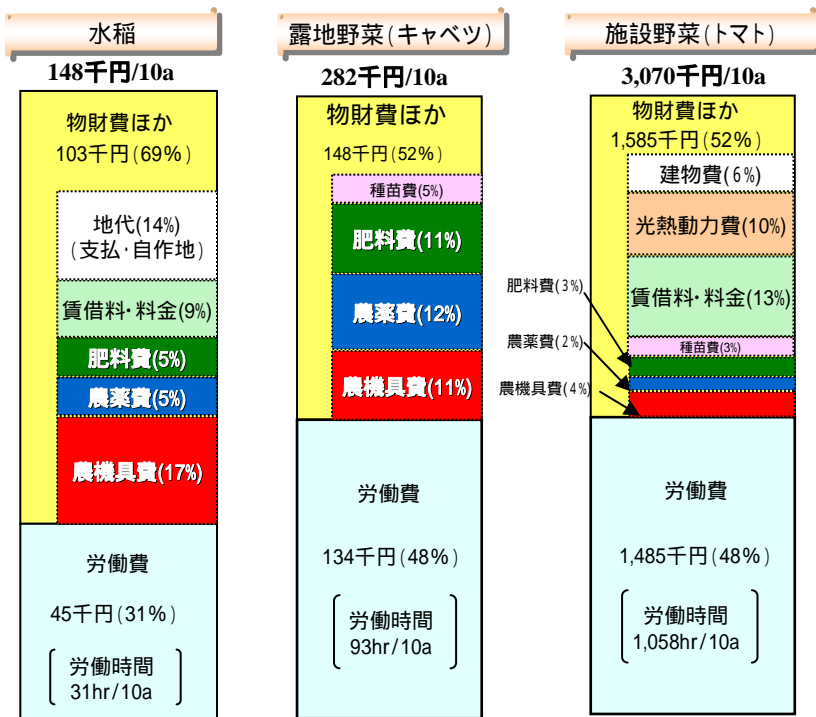 水稲
148千円/10a
物財費ほか
103千円(69%)
地代(14%)
(支払・自作地)
賃借料・料金(9%)
肥料費(5%)
農薬費(5%)
農機具費(17%)
労働費
45千円(31%)
労働時間
31hr/10a
露地野菜(キャベツ)
282千円/10a
物財費ほか
148千円(52%)
種苗費(5%)
肥料費(11%)
農薬費(12%)
農機具費(11%)
労働費
134千円(48%)
労働時間
93hr/10a
施設野菜(トマト)
3,070千円/10a
物財費ほか
1,585千円(52%)
建物費(6%)
光熱動力費(10%)
賃借料・料金(13%)
種苗費(3%)
肥料費(3%)
農薬費(2%)
農機具費(4%)
労働費
1,485千円(48%)
労働時間
1,058hr/10a